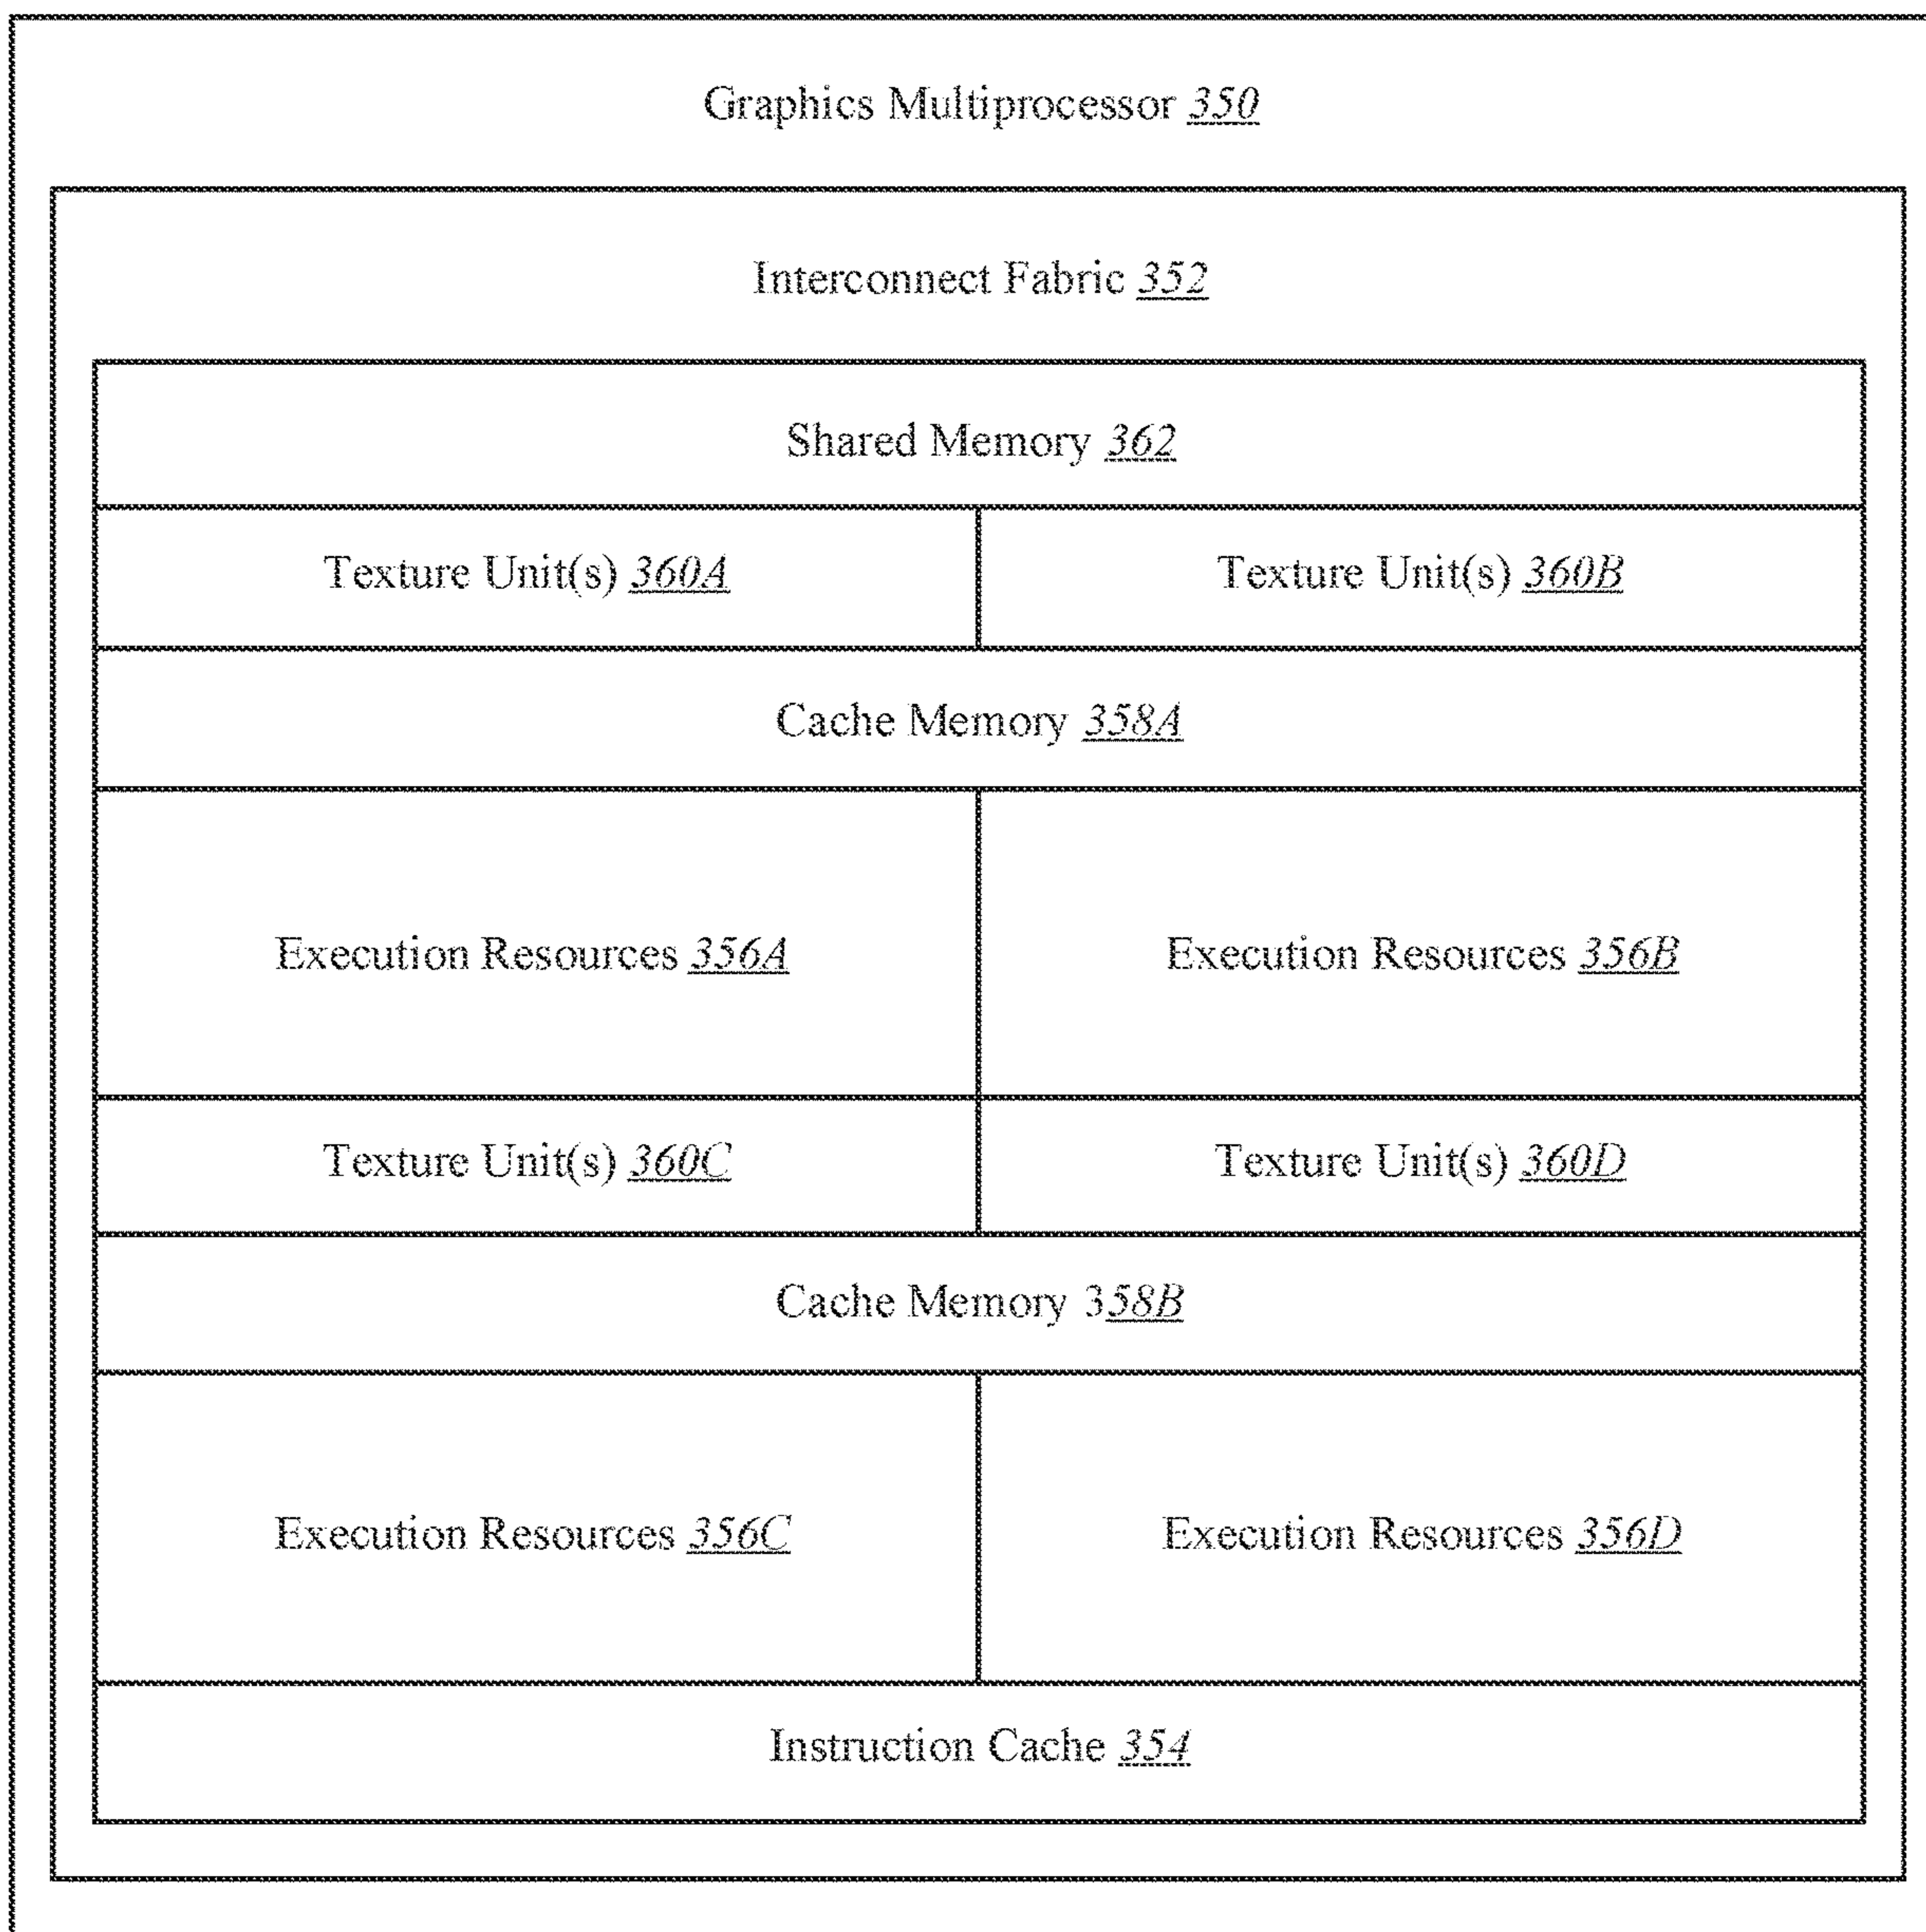 Graphics Multiprocessor 350
Interconnect Fabric 352
Shared Memory 362
Texture Unit(s) 360A
Texture Unit(s) 360B
Cache Memory 358A
Execution Resources 356A
Execution Resources 356B
Texture Unit(s) 360C
Texture Unit(s) 360D
Cache Memory 358B
Execution Resources 356C
Execution Resources 356D
Instruction Cache 354